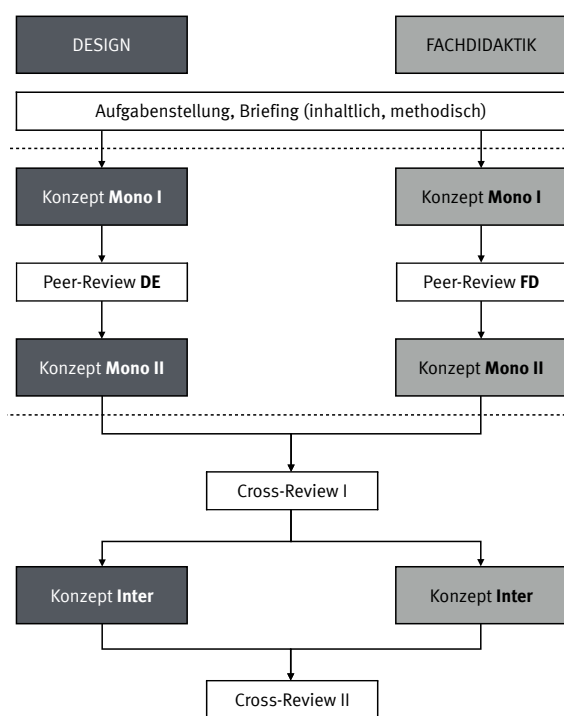 DESIGN
FACHDIDAKTIK
Aufgabenstellung, Briefing (inhaltlich, methodisch)
Konzept Mono I
Konzept Mono I
Peer-Review DE
Peer-Review FD
Konzept Mono II
Konzept Mono II
Cross-Review I
Konzept Inter
Konzept Inter
Cross-Review II